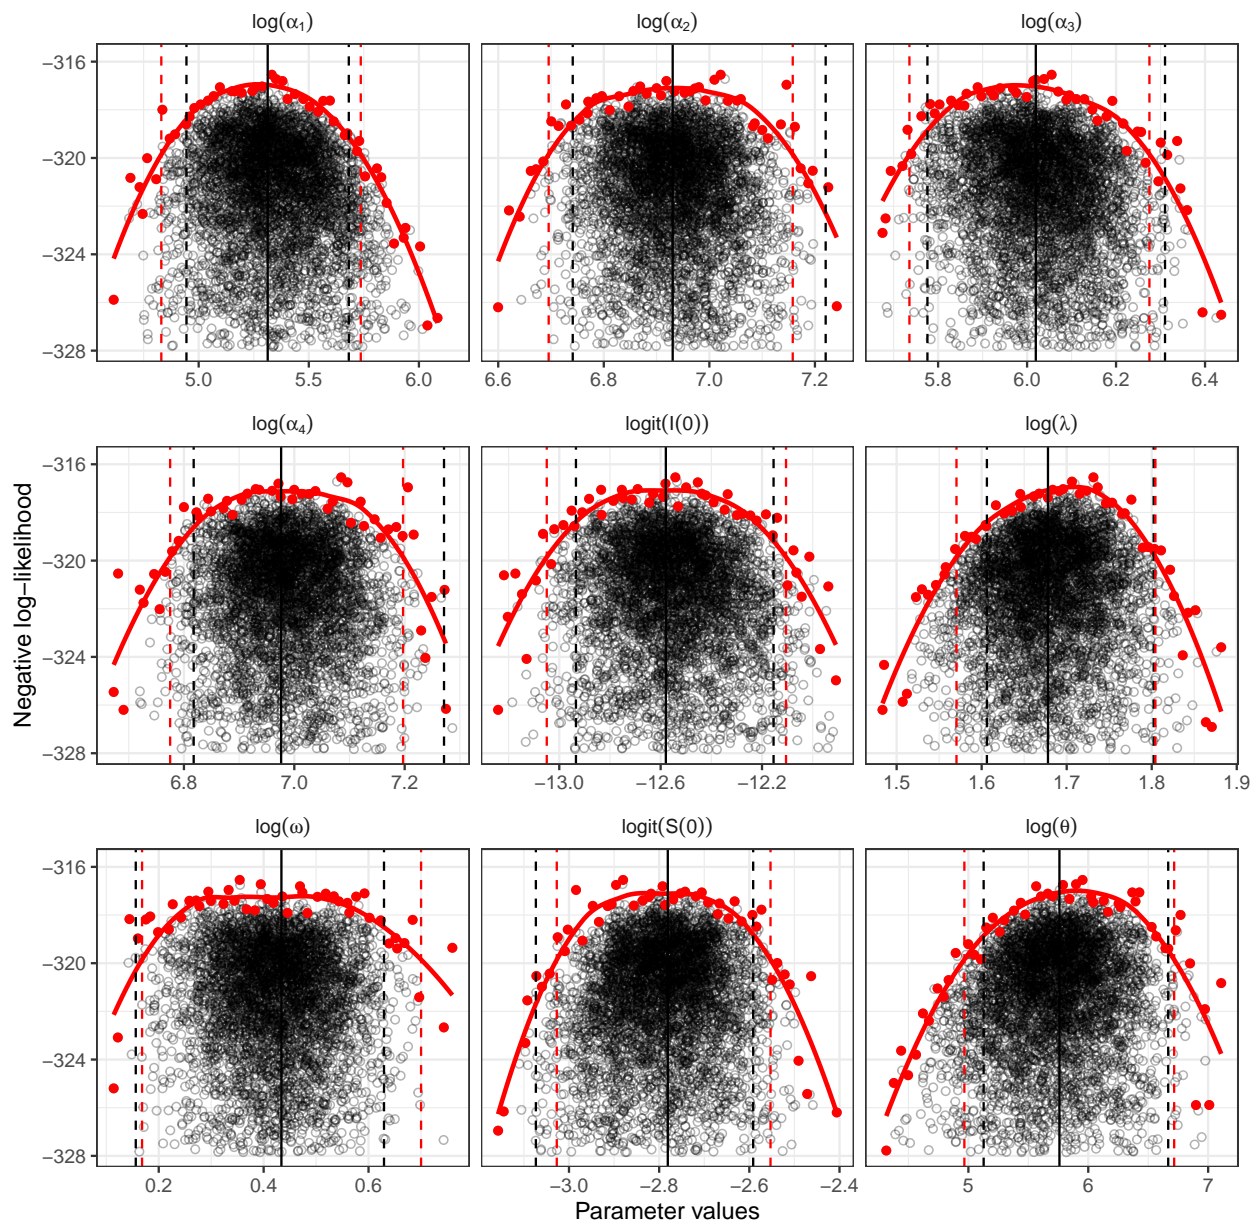 log(α₁) log(α₂) log(α₃)
−316
−320
−324
−328
5.0 5.5 6.0 6.6 6.8 7.0 7.2 5.8 6.0 6.2 6.4
log(α₄) logit(I(0)) log(λ)
−316
−320
−324
−328
6.8 7.0 7.2 −13.0 −12.6 −12.2 1.5 1.6 1.7 1.8 1.9
log(ω) logit(S(0)) log(θ)
−316
−320
−324
−328
0.2 0.4 0.6 −3.0 −2.8 −2.6 −2.4 5 6 7
Negative log−likelihood
Parameter values